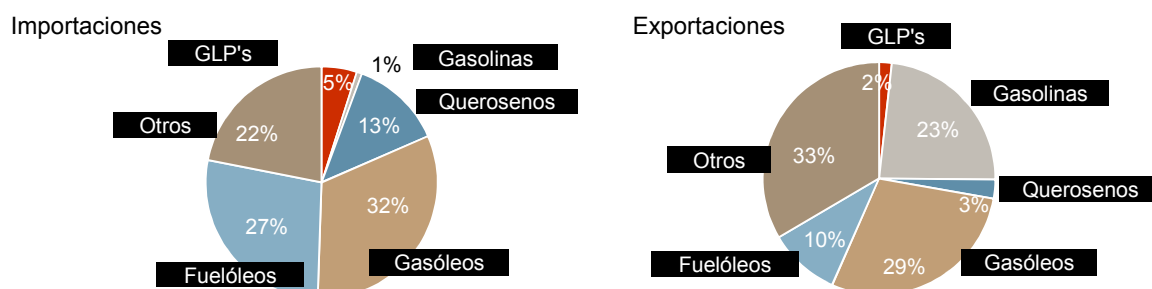 Importaciones
GLP's
1%
Gasolinas
5%
Querosenos
Otros
22%
13%
32%
27%
Gasóleos
Fuelóleos
Exportaciones
GLP's
2%
Gasolinas
23%
Otros
33%
Querosenos
3%
10%
Fuelóleos
29%
Gasóleos